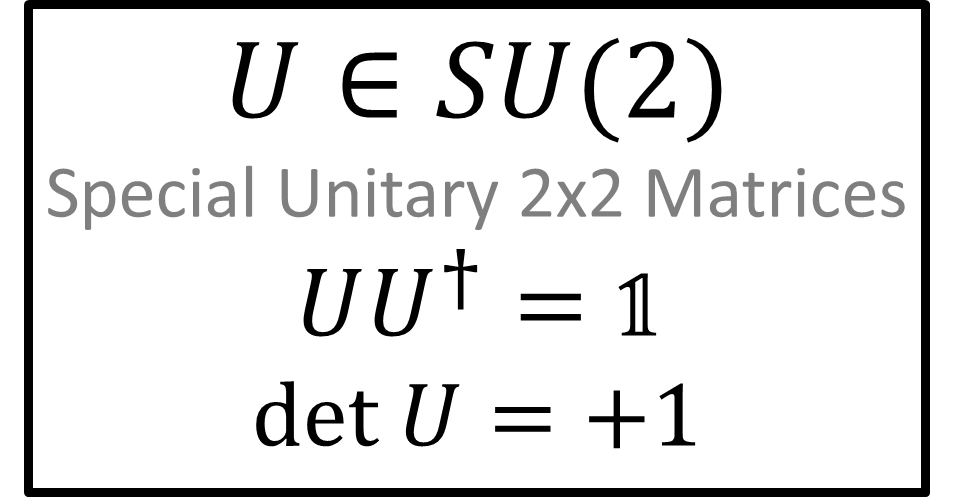 U ∈ SU(2)
Special Unitary 2x2 Matrices
UU† = 𝟙
det U = +1